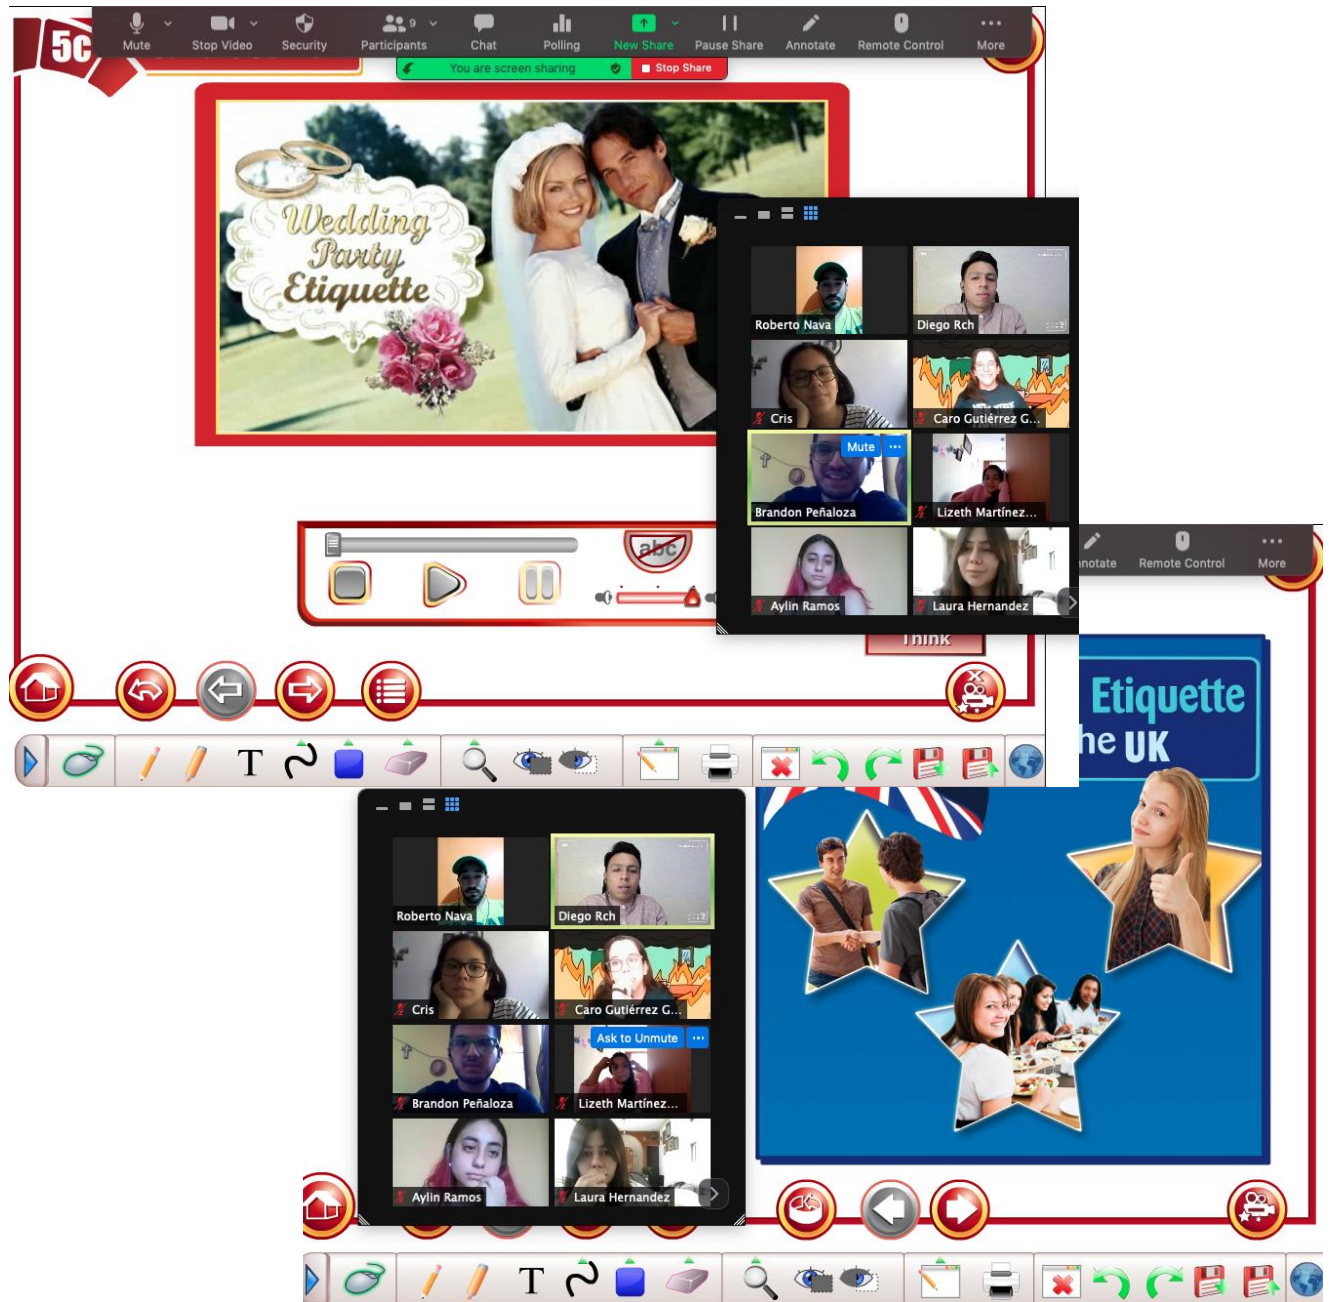 5c
9
Mute
Stop Video
Security
Participants
Chat
Polling
New Share
Pause Share
Annotate
Remote Control
More
You are screen sharing
Stop Share
Wedding
Party
Etiquette
Roberto Nava
Diego Rch
Cris
Caro Gutiérrez G...
Mute
Brandon Peñaloza
Lizeth Martínez...
Aylin Ramos
Laura Hernandez
abc
Think
T
notate
Remote Control
More
Etiquette
he UK
Roberto Nava
Diego Rch
Cris
Caro Gutiérrez G...
Ask to Unmute
Brandon Peñaloza
Lizeth Martínez...
Aylin Ramos
Laura Hernandez
T